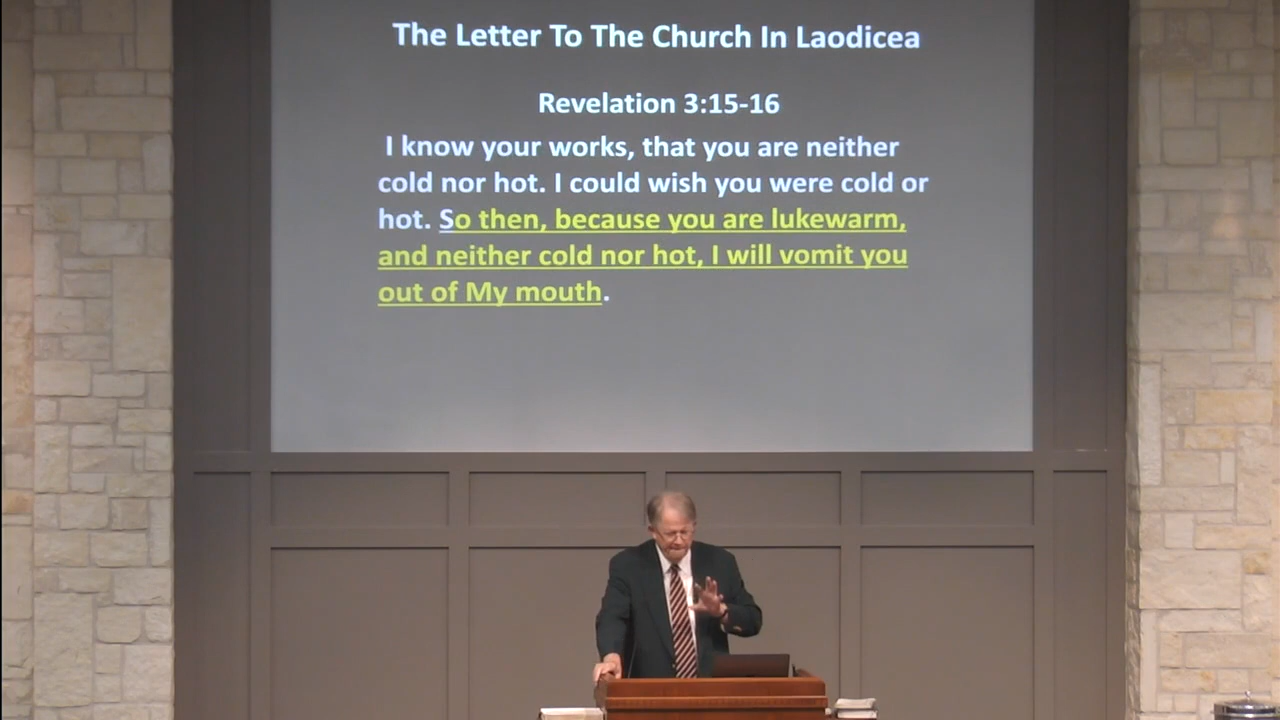 The Letter To The Church In Laodicea
Revelation 3:15-16
I know your works, that you are neither
cold nor hot. I could wish you were cold or
hot. So then, because you are lukewarm,
and neither cold nor hot, I will vomit you
out of My mouth.